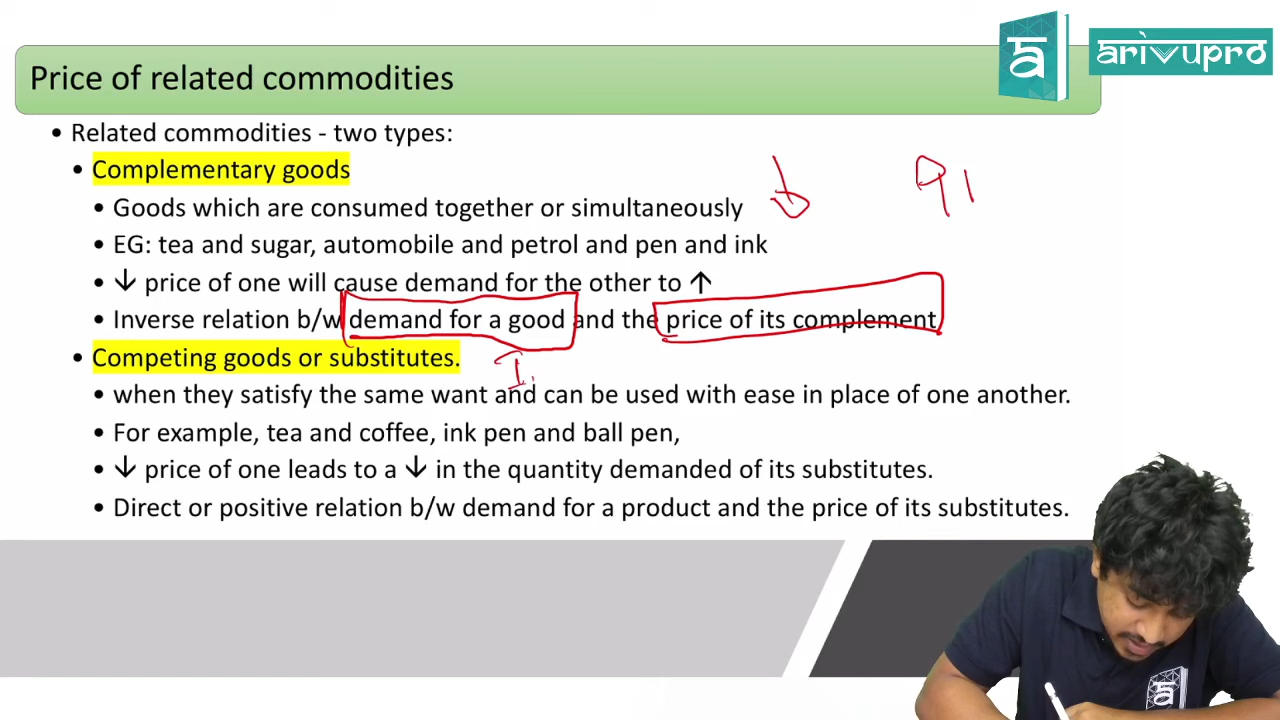 arivupro
Price of related commodities
• Related commodities - two types:
• Complementary goods
• Goods which are consumed together or simultaneously
• EG: tea and sugar, automobile and petrol and pen and ink
• ↓ price of one will cause demand for the other to ↑
• Inverse relation b/w demand for a good and the price of its complement
• Competing goods or substitutes.
• when they satisfy the same want and can be used with ease in place of one another.
• For example, tea and coffee, ink pen and ball pen,
• ↓ price of one leads to a ↓ in the quantity demanded of its substitutes.
• Direct or positive relation b/w demand for a product and the price of its substitutes.